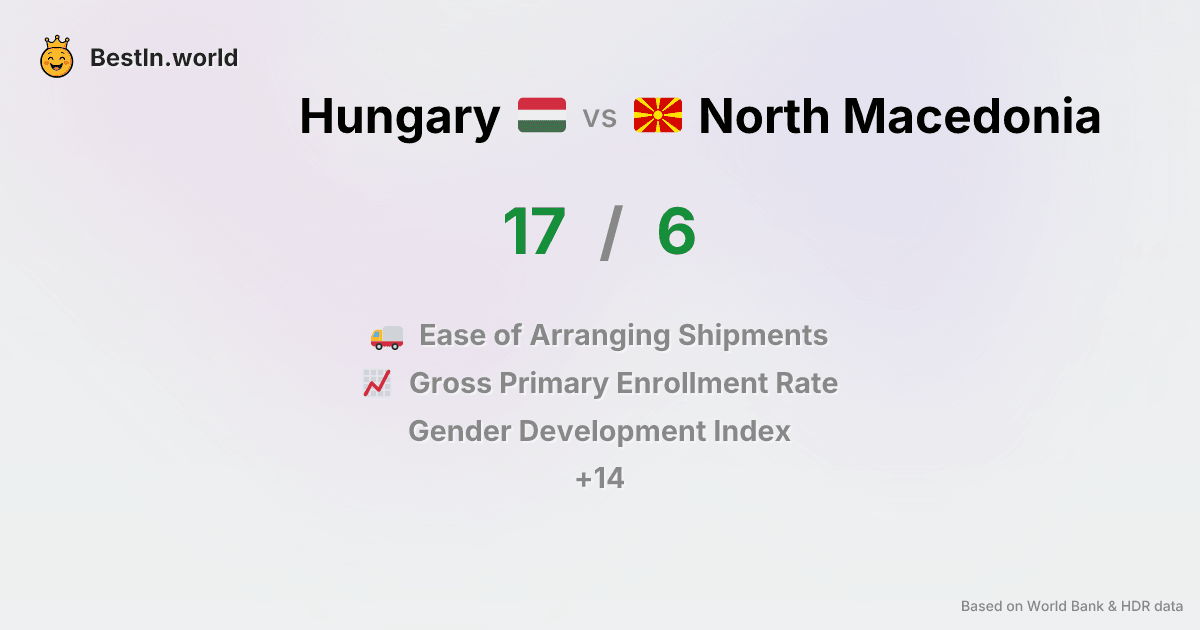 BestIn.world
Hungary vs North Macedonia
17 / 6
Ease of Arranging Shipments
Gross Primary Enrollment Rate
Gender Development Index
+14
Based on World Bank & HDR data